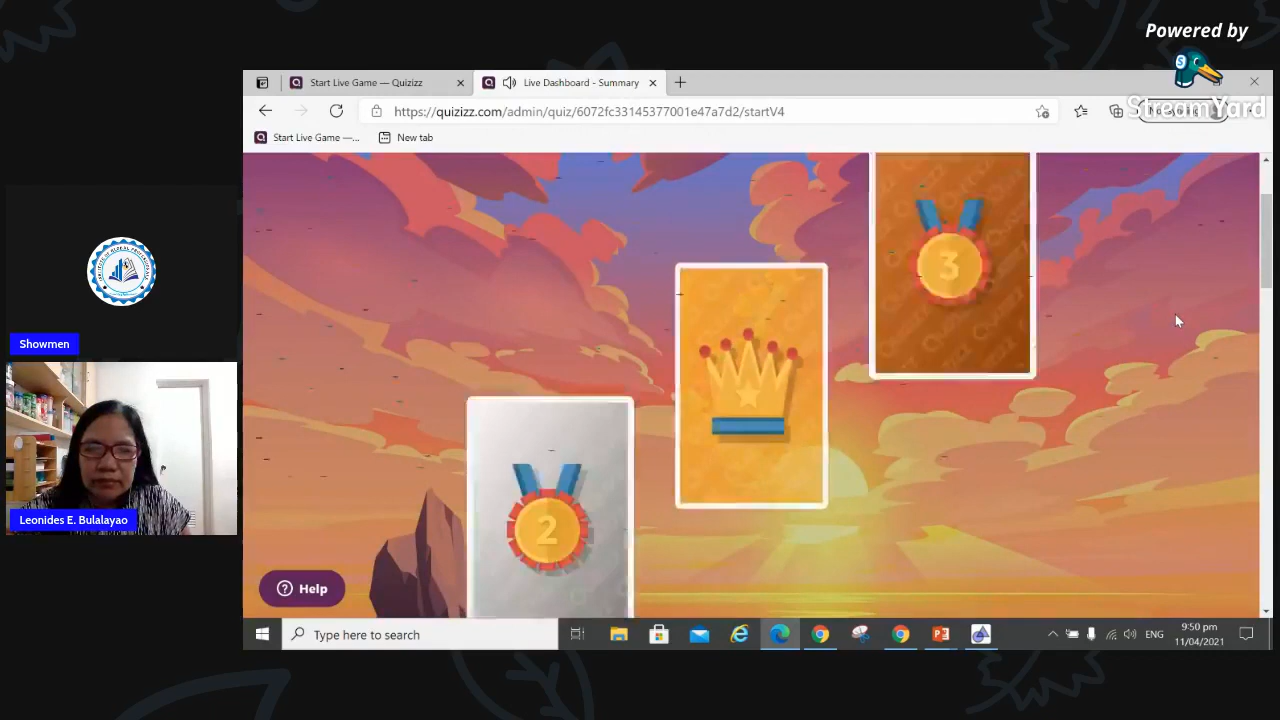 Powered by
StreamYard
Start Live Game — Quizizz
Live Dashboard - Summary
https://quizizz.com/admin/quiz/6072fc33145377001e47a7d2/startV4
Start Live Game —...
New tab
3
2
Showmen
Leonides E. Bulalayao
Help
Type here to search
ENG
9:50 pm
11/04/2021